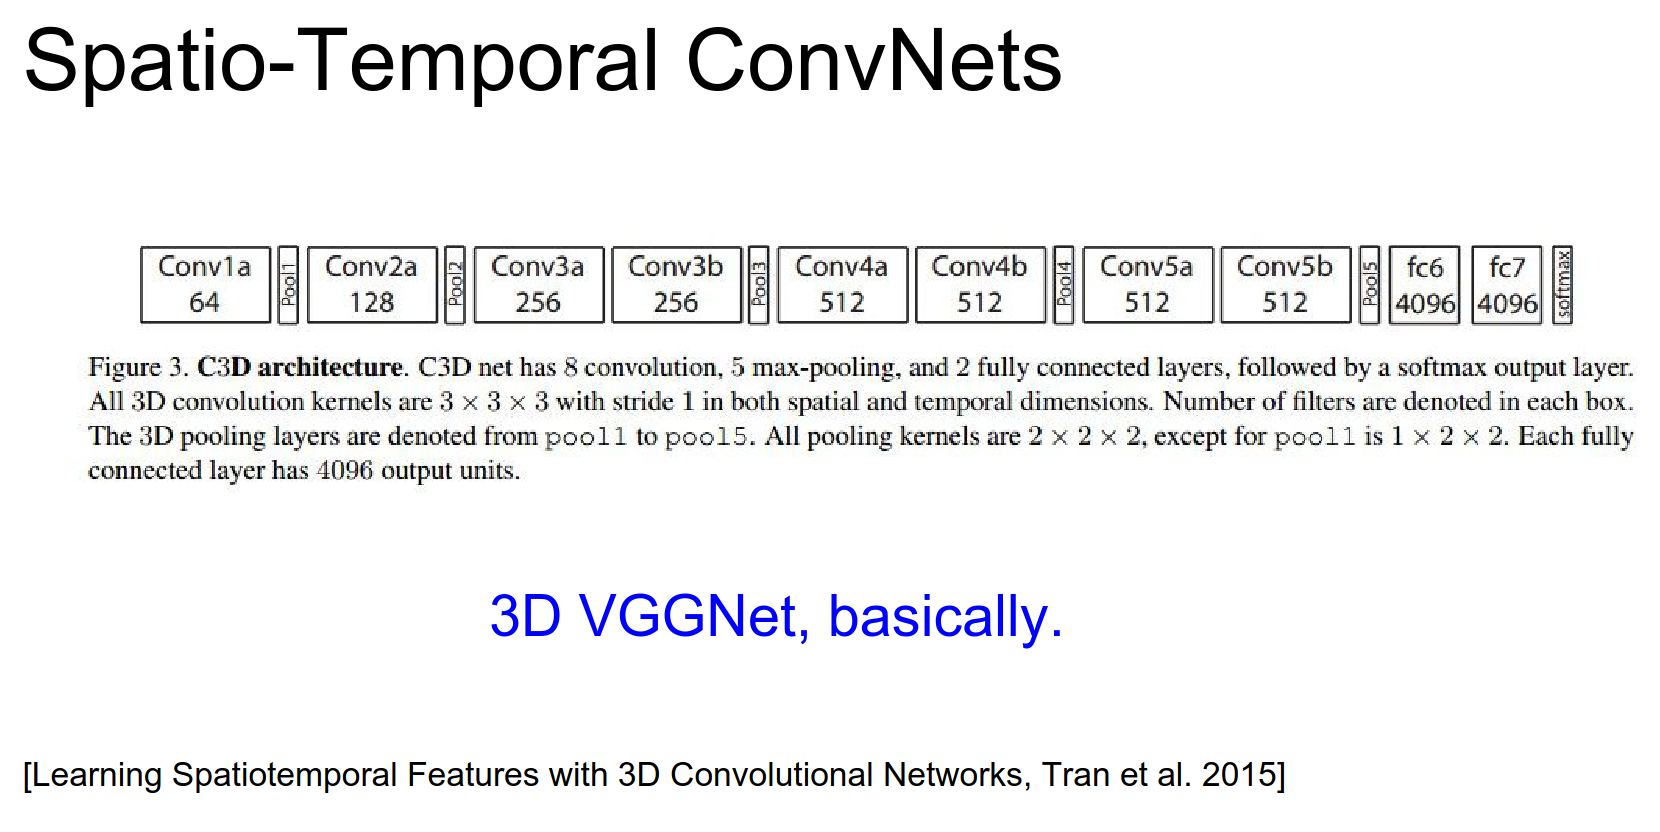 Spatio-Temporal ConvNets
Conv1a 64 Pool1 Conv2a 128 Pool2 Conv3a 256 Conv3b 256 Pool3 Conv4a 512 Conv4b 512 Pool4 Conv5a 512 Conv5b 512 Pool5 fc6 4096 fc7 4096 softmax
Figure 3. C3D architecture. C3D net has 8 convolution, 5 max-pooling, and 2 fully connected layers, followed by a softmax output layer.
All 3D convolution kernels are 3 × 3 × 3 with stride 1 in both spatial and temporal dimensions. Number of filters are denoted in each box.
The 3D pooling layers are denoted from pool1 to pool5. All pooling kernels are 2 × 2 × 2, except for pool1 is 1 × 2 × 2. Each fully
connected layer has 4096 output units.
3D VGGNet, basically.
[Learning Spatiotemporal Features with 3D Convolutional Networks, Tran et al. 2015]